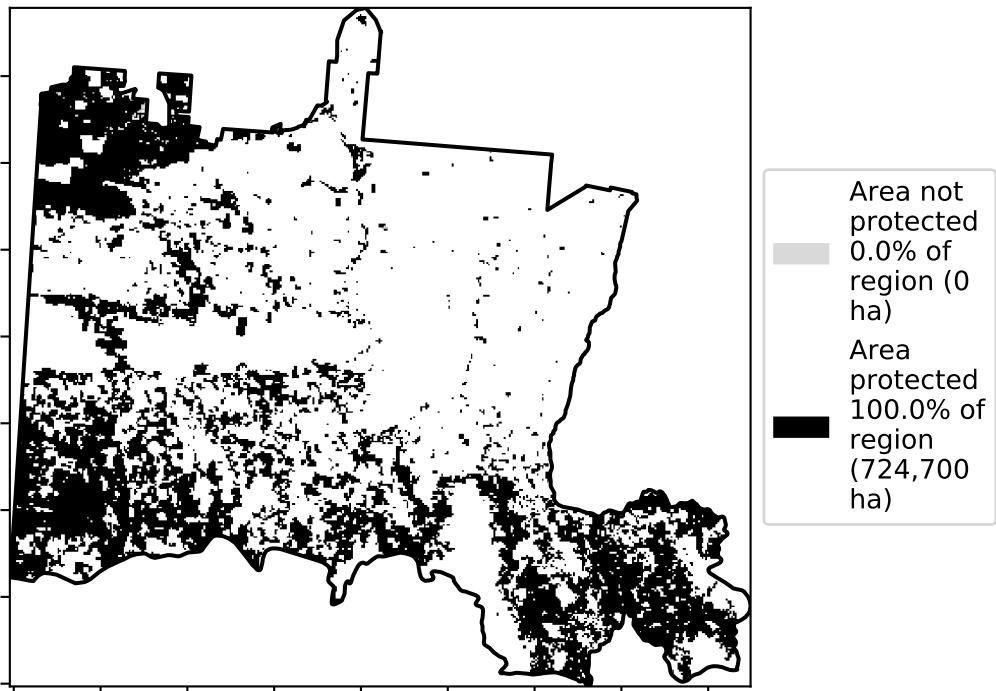 Area not
protected
0.0% of
region (0
ha)
Area
protected
100.0% of
region
(724,700
ha)